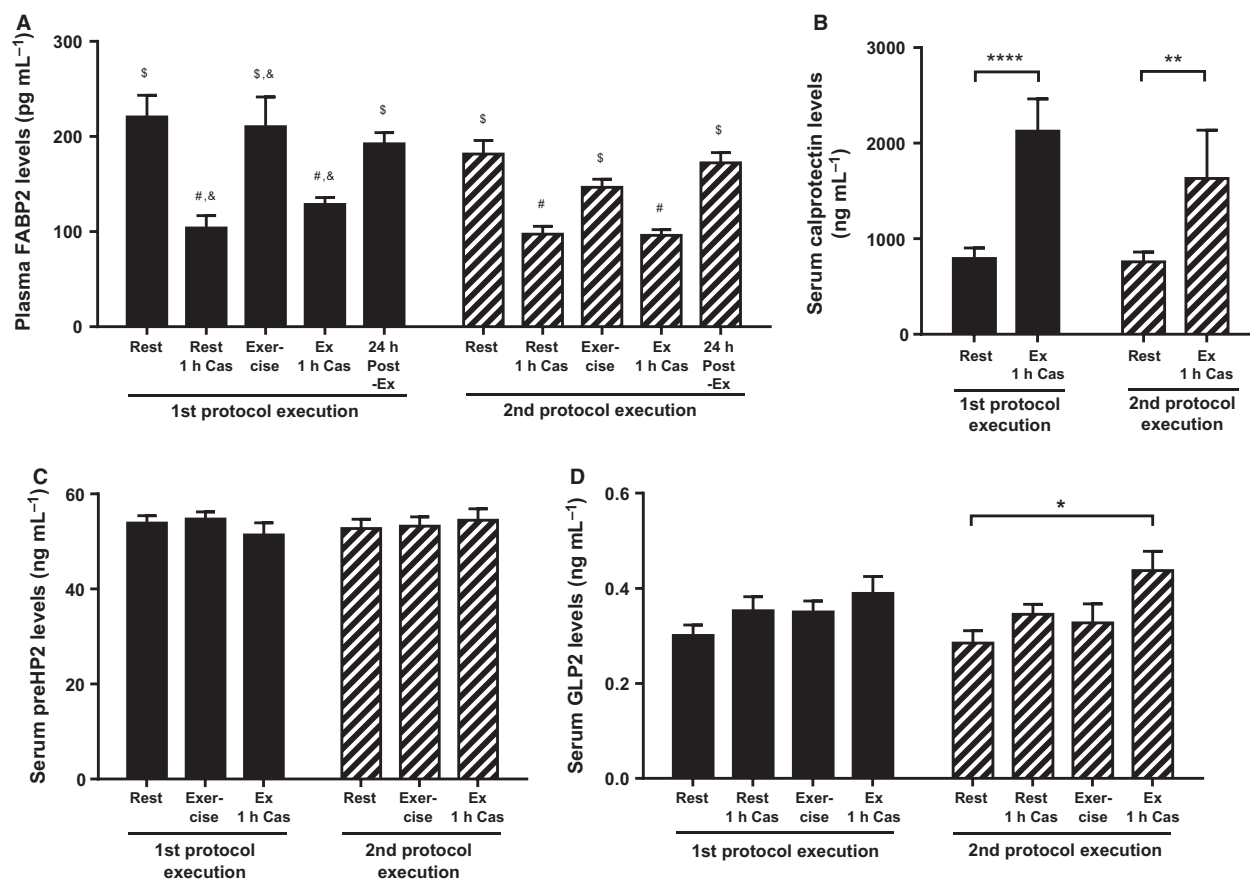 A
Plasma FABP2 levels (pg mL⁻¹)
300
200
100
0
$
#,&
$,&
#,&
$
$
#
$
#
$
Rest
Rest
1 h Cas
Exer-
cise
Ex
1 h Cas
24 h
Post
-Ex
Rest
Rest
1 h Cas
Exer-
cise
Ex
1 h Cas
24 h
Post
-Ex
1st protocol execution
2nd protocol execution
B
Serum calprotectin levels
(ng mL⁻¹)
3000
2000
1000
0
****
**
Rest
Ex
1 h Cas
Rest
Ex
1 h Cas
1st protocol
execution
2nd protocol
execution
C
Serum preHP2 levels (ng mL⁻¹)
60
40
20
0
Rest
Exer-
cise
Ex
1 h Cas
Rest
Exer-
cise
Ex
1 h Cas
1st protocol
execution
2nd protocol
execution
D
Serum GLP2 levels (ng mL⁻¹)
0.6
0.4
0.2
0.0
*
Rest
Rest
1 h Cas
Exer-
cise
Ex
1 h Cas
Rest
Rest
1 h Cas
Exer-
cise
Ex
1 h Cas
1st protocol execution
2nd protocol execution